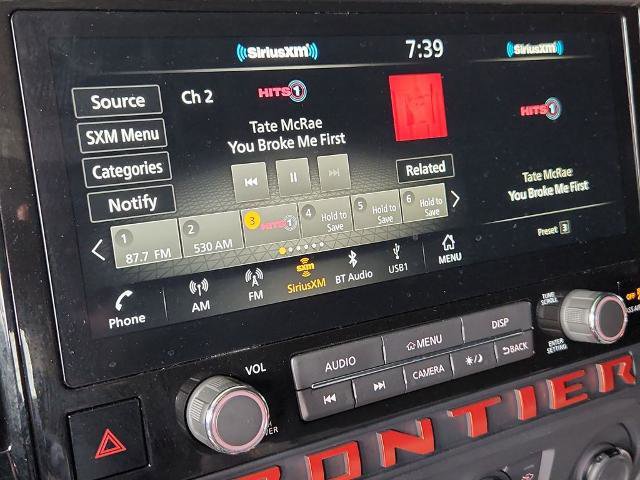 SiriusXM
7:39
SiriusXM
Source
Ch 2
HITS 1
HITS 1
SXM Menu
Tate McRae
You Broke Me First
Categories
Related
Tate McRae
You Broke Me First
Notify
1
87.7 FM
2
530 AM
3
HITS 1
4
Hold to
Save
5
Hold to
Save
6
Hold to
Save
Preset 3
Phone
AM
FM
sxm
SiriusXM
BT Audio
USB1
MENU
TUNE
SCROLL
OFF
VOL
AUDIO
MENU
DISP
CAMERA
BACK
ENTER
SETTING
RONTIER